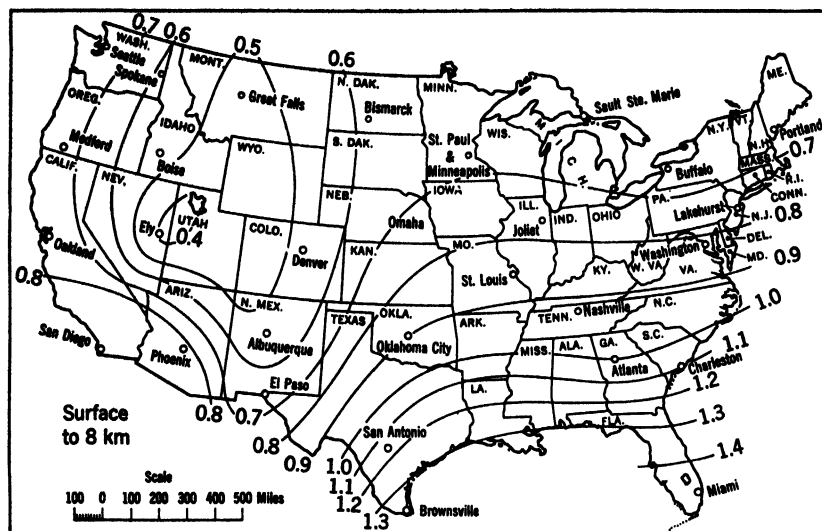 0.7 0.6 0.5 0.6
WASH.
Seattle
Spokane
MONT.
Great Falls
N. DAK.
Bismarck
MINN.
Sault Ste. Marie
ME.
OREG.
Medford
IDAHO
Boise
WYO.
S. DAK.
St. Paul
&
Minneapolis
WIS.
M I C H.
N.Y.
VT.
N.H.
Portland
MASS.
0.7
Buffalo
R.I.
CONN.
CALIF.
NEV.
Ely
UTAH
0.4
NEB.
IOWA
Omaha
ILL.
Joliet
IND.
OHIO
PA.
Lakehurst
N.J.
0.8
Oakland
COLO.
Denver
KAN.
MO.
St. Louis
KY.
W. VA.
Washington
DEL.
MD.
VA.
0.9
0.8
ARIZ.
N. MEX.
TEXAS
OKLA.
ARK.
TENN.
Nashville
N.C.
1.0
San Diego
Phoenix
Albuquerque
Oklahoma City
MISS.
ALA.
GA.
S.C.
Atlanta
1.1
Charleston
El Paso
LA.
1.2
Surface
to 8 km
0.8
0.7
0.8
0.9
San Antonio
FLA.
1.3
1.0
1.1
1.2
1.3
1.4
Scale
100 0 100 200 300 400 500 Miles
Brownsville
Miami